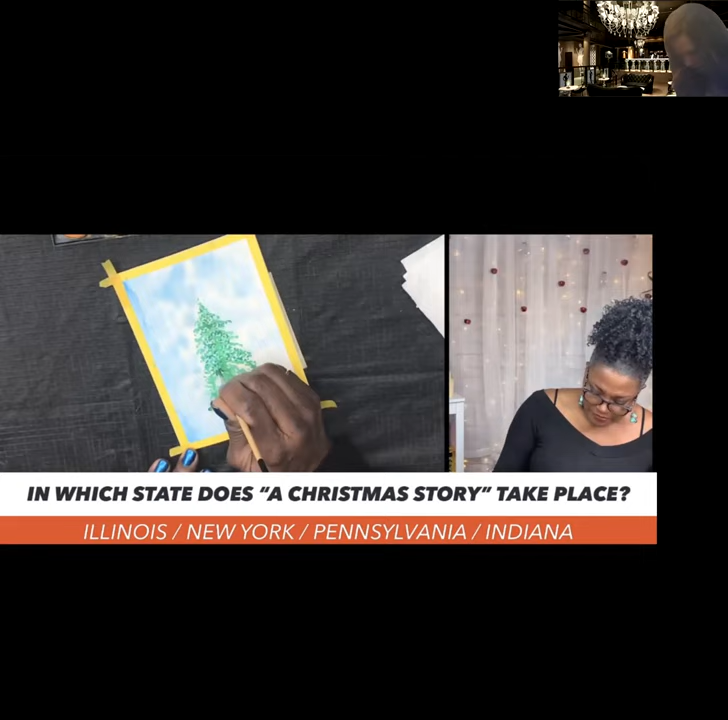 IN WHICH STATE DOES “A CHRISTMAS STORY” TAKE PLACE?
ILLINOIS / NEW YORK / PENNSYLVANIA / INDIANA